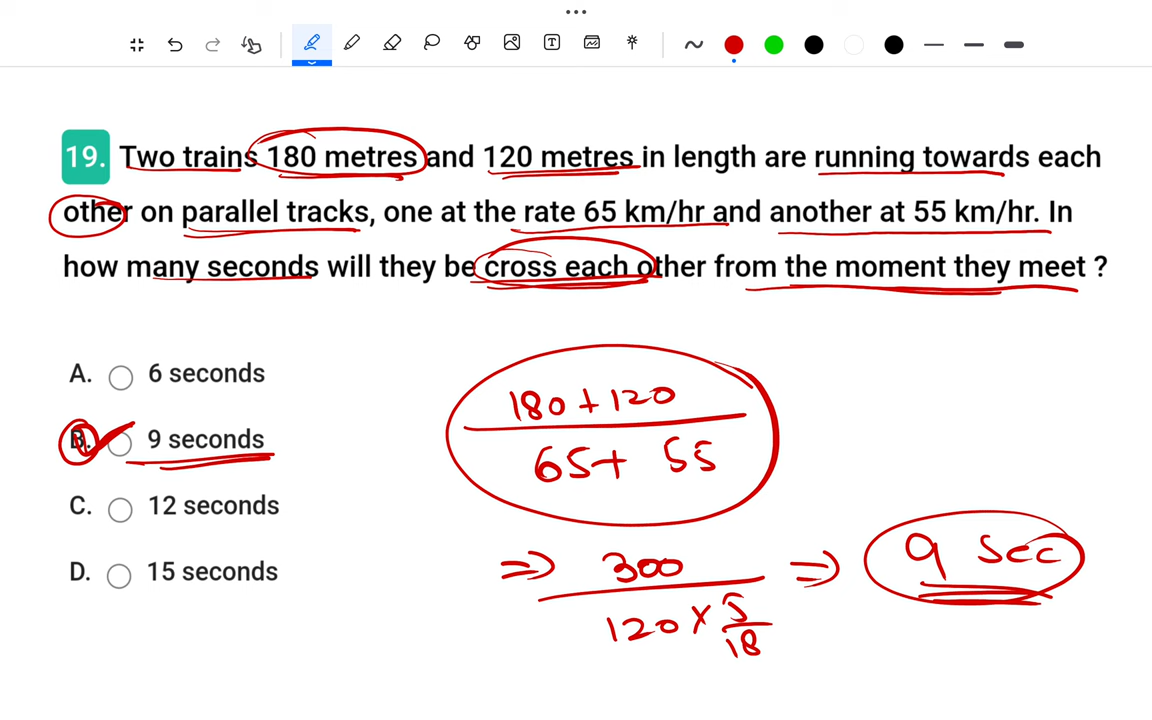 19. Two trains 180 metres and 120 metres in length are running towards each
other on parallel tracks, one at the rate 65 km/hr and another at 55 km/hr. In
how many seconds will they be cross each other from the moment they meet ?
A. 6 seconds
B. 9 seconds
C. 12 seconds
D. 15 seconds
180 + 120
65 + 55
=> 300 => 9 sec
120 x 5
18